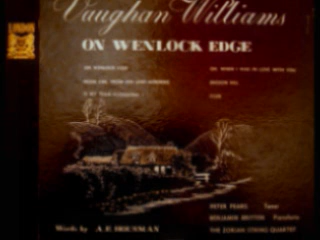 Vaughan Williams
ON WENLOCK EDGE
ON WENLOCK EDGE
OH, WHEN I WAS IN LOVE WITH YOU
FROM FAR, FROM EVE AND MORNING
BREDON HILL
IS MY TEAM PLOUGHING
CLUN
Words by A. E. HOUSMAN
PETER PEARS Tenor
BENJAMIN BRITTEN Pianoforte
THE ZORIAN STRING QUARTET